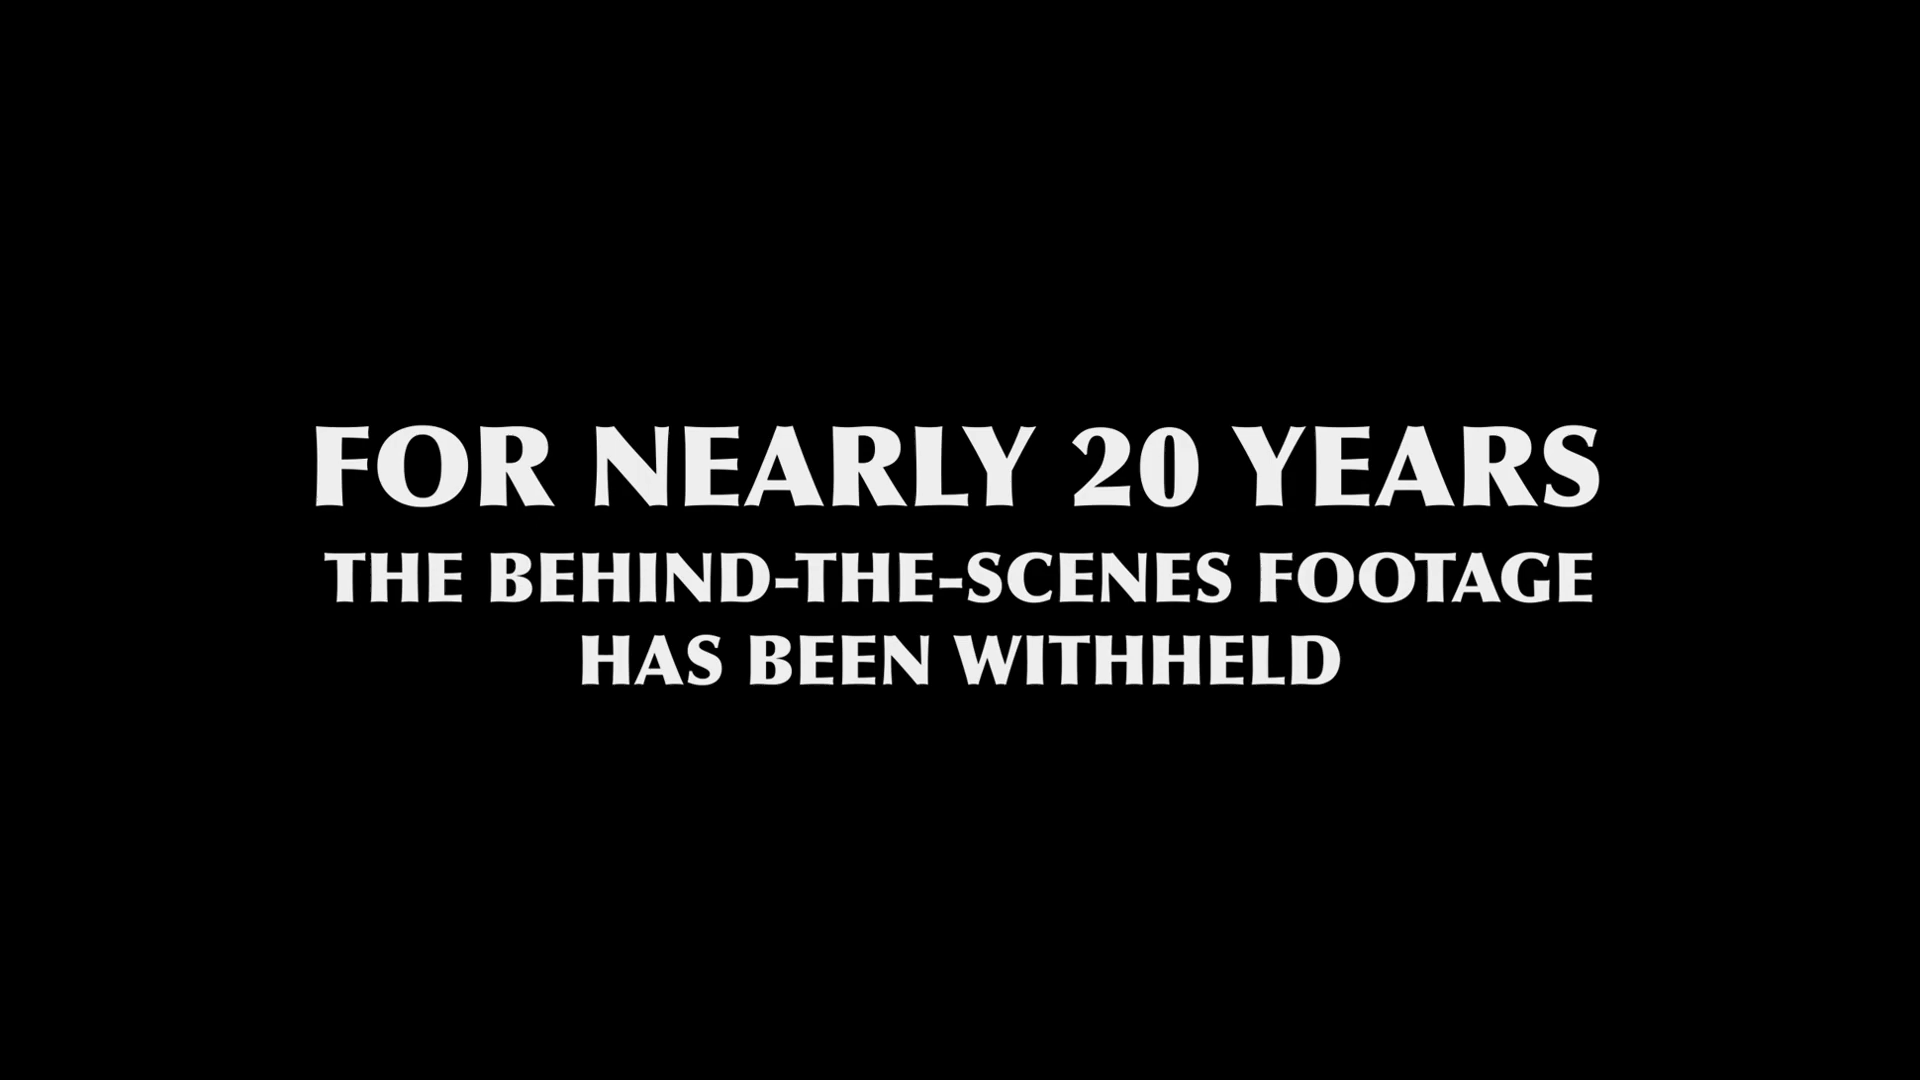 FOR NEARLY 20 YEARS
THE BEHIND-THE-SCENES FOOTAGE
HAS BEEN WITHHELD